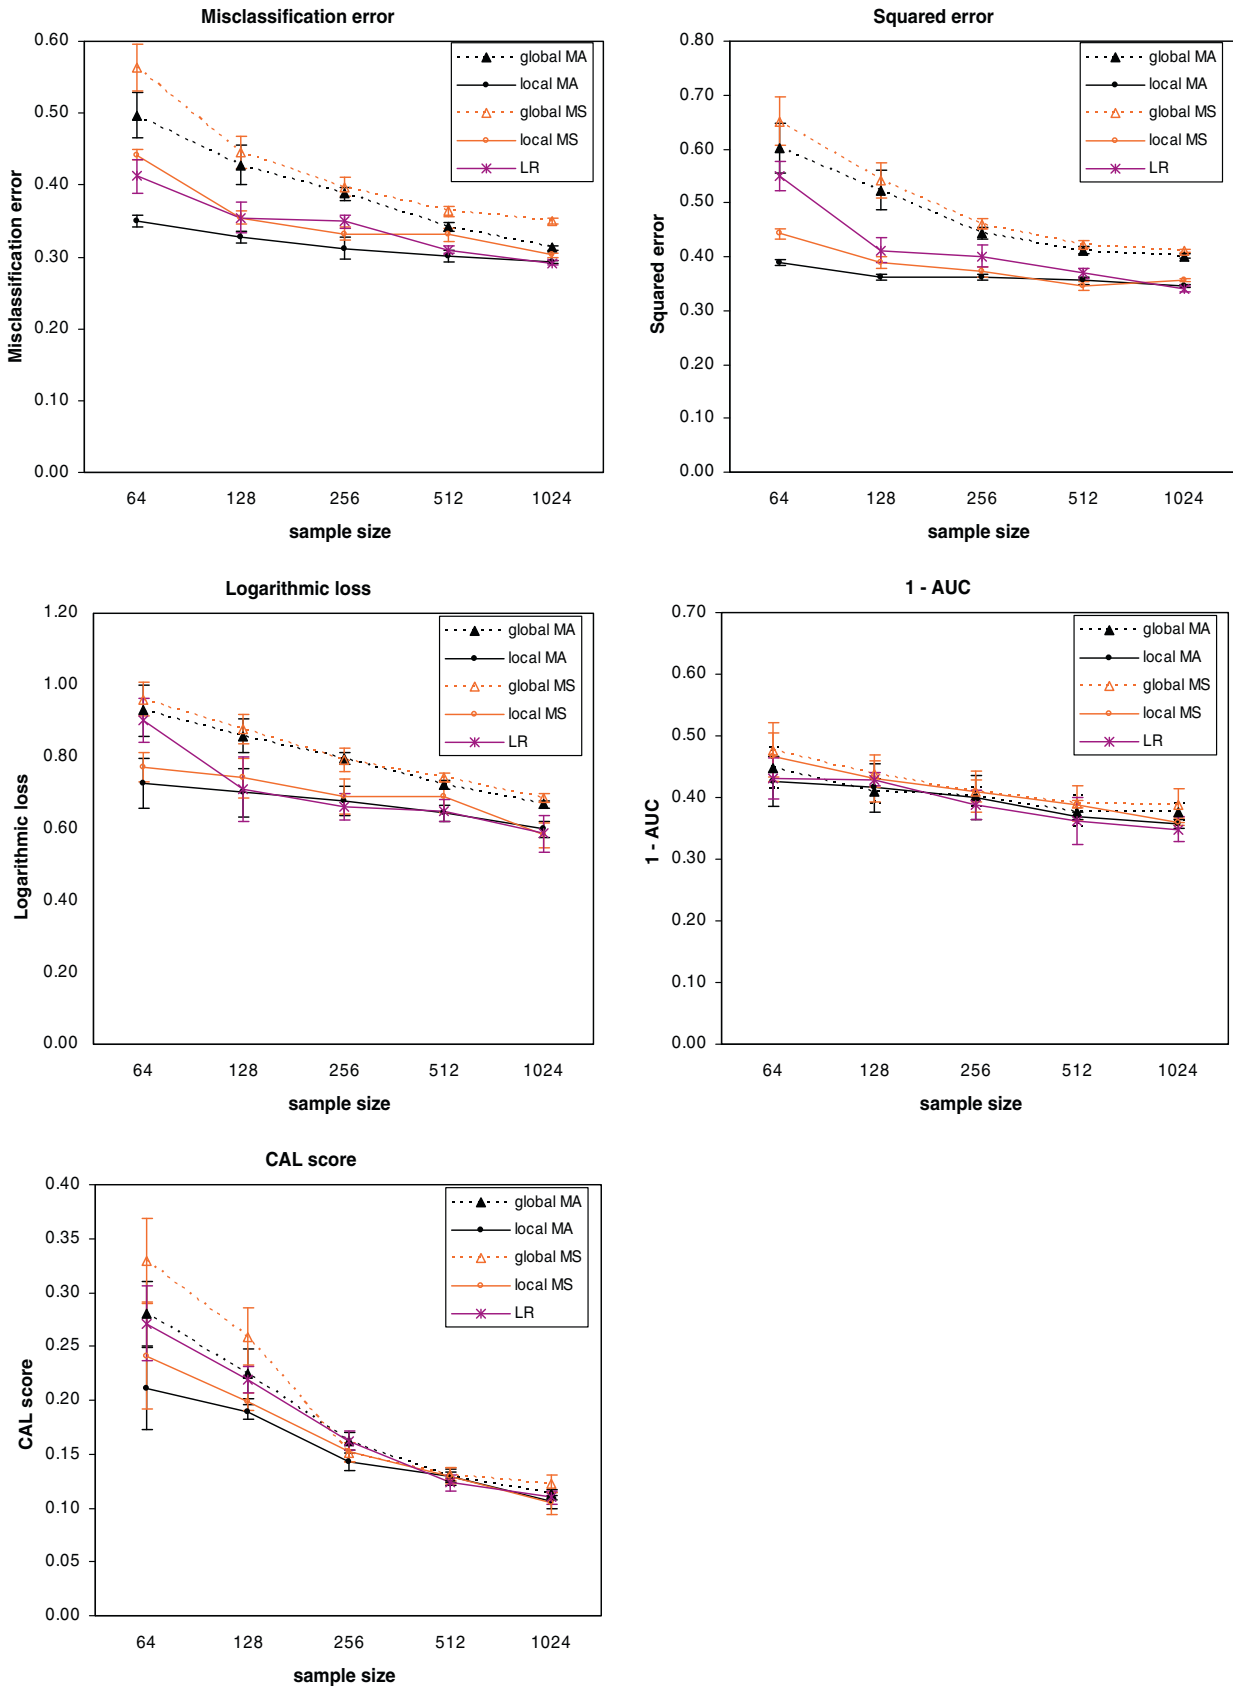 Misclassification error
0.60
0.50
0.40
0.30
0.20
0.10
0.00
Misclassification error
global MA
local MA
global MS
local MS
LR
64 128 256 512 1024
sample size
Squared error
0.80
0.70
0.60
0.50
0.40
0.30
0.20
0.10
0.00
Squared error
global MA
local MA
global MS
local MS
LR
64 128 256 512 1024
sample size
Logarithmic loss
1.20
1.00
0.80
0.60
0.40
0.20
0.00
Logarithmic loss
global MA
local MA
global MS
local MS
LR
64 128 256 512 1024
sample size
1 - AUC
0.70
0.60
0.50
0.40
0.30
0.20
0.10
0.00
1 - AUC
global MA
local MA
global MS
local MS
LR
64 128 256 512 1024
sample size
CAL score
0.40
0.35
0.30
0.25
0.20
0.15
0.10
0.05
0.00
CAL score
global MA
local MA
global MS
local MS
LR
64 128 256 512 1024
sample size